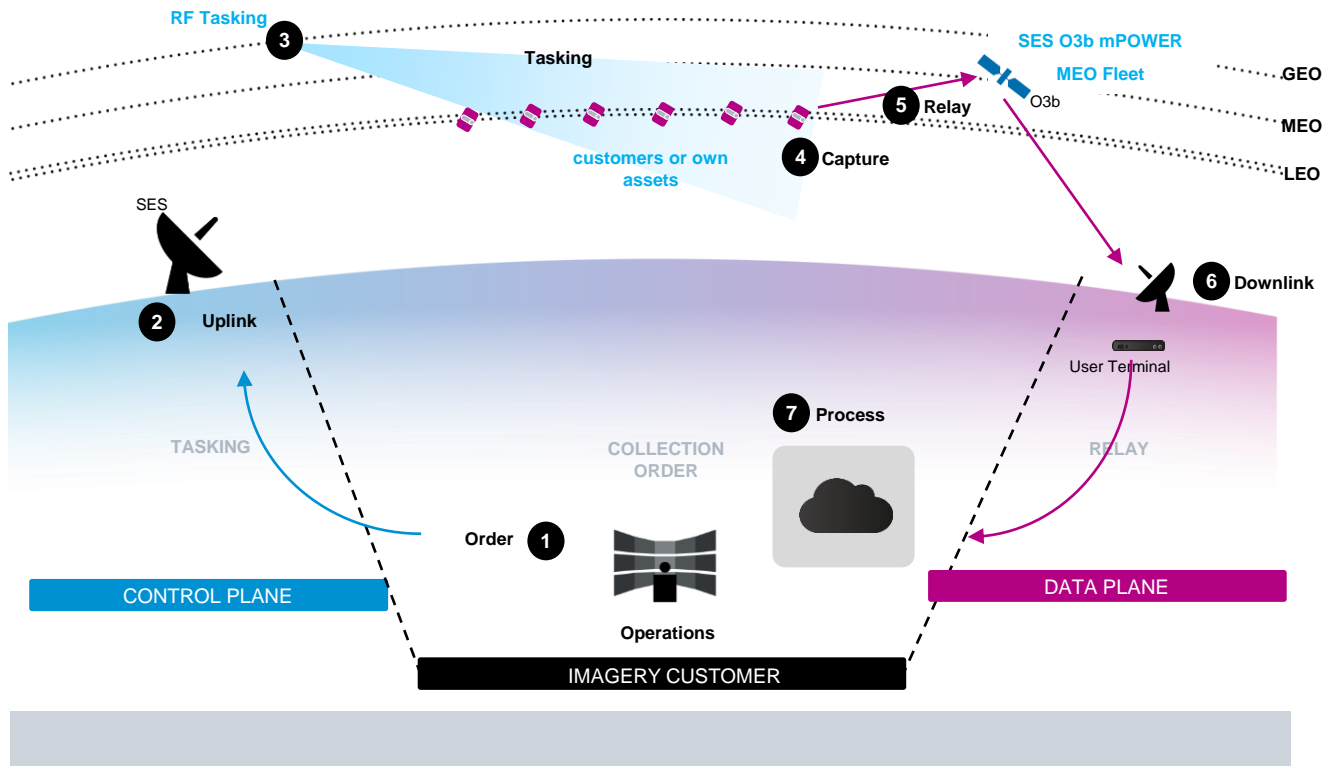 RF Tasking
3
Tasking
SES O3b mPOWER
MEO Fleet
GEO
O3b
5
Relay
MEO
4
Capture
customers or own
assets
LEO
SES
6
Downlink
2
Uplink
User Terminal
7
Process
TASKING
COLLECTION
ORDER
RELAY
Order
1
CONTROL PLANE
DATA PLANE
Operations
IMAGERY CUSTOMER